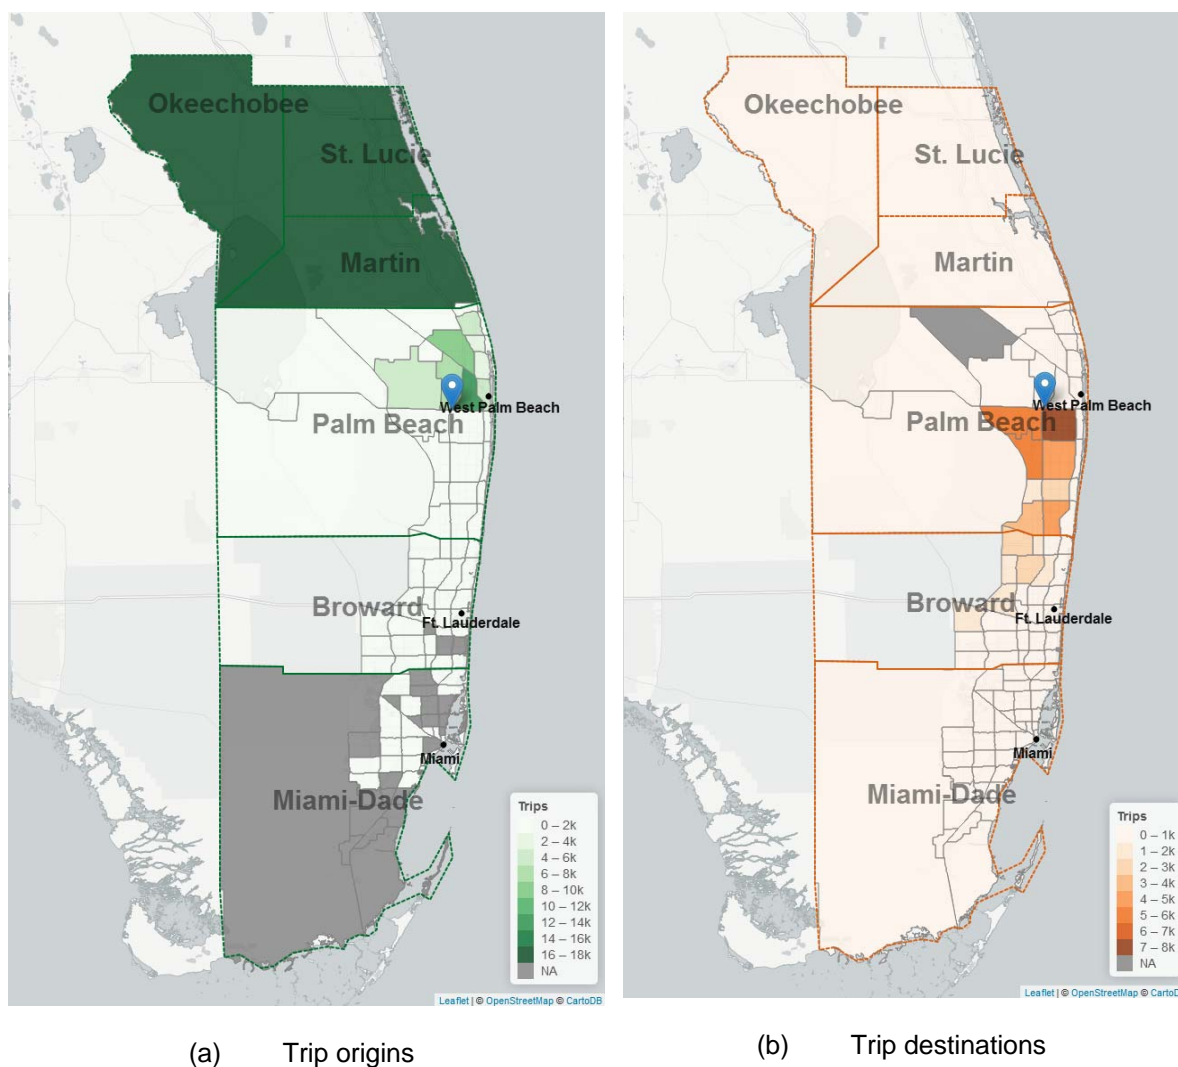 Okeechobee
St. Lucie
Martin
West Palm Beach
Palm Beach
Broward
Ft. Lauderdale
Miami
Miami-Dade
Trips
0 – 2k
2 – 4k
4 – 6k
6 – 8k
8 – 10k
10 – 12k
12 – 14k
14 – 16k
16 – 18k
NA
Leaflet | © OpenStreetMap © CartoDB
(a) Trip origins
Okeechobee
St. Lucie
Martin
West Palm Beach
Palm Beach
Broward
Ft. Lauderdale
Miami
Miami-Dade
Trips
0 – 1k
1 – 2k
2 – 3k
3 – 4k
4 – 5k
5 – 6k
6 – 7k
7 – 8k
NA
Leaflet | © OpenStreetMap © CartoD
(b) Trip destinations